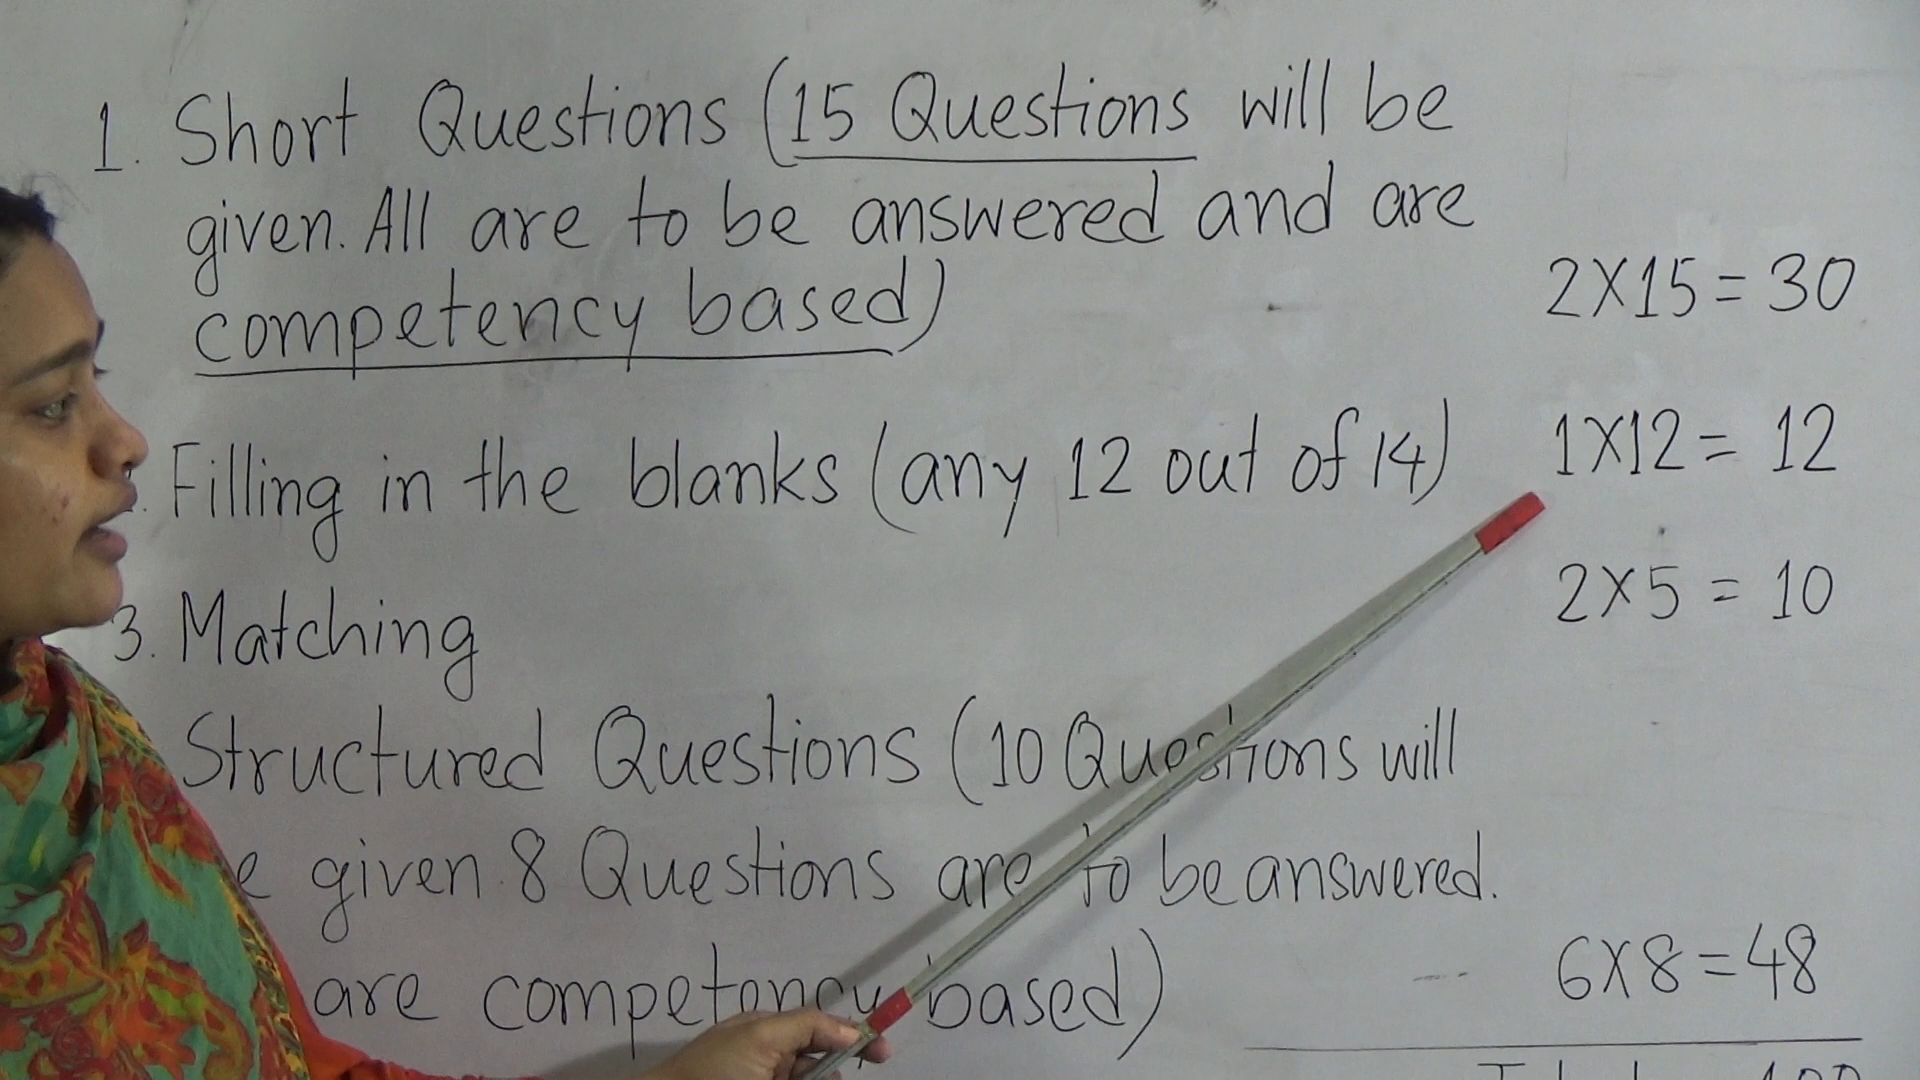 1. Short Questions (15 Questions will be
given. All are to be answered and are
competency based)
2X15 = 30
Filling in the blanks (any 12 out of 14)
1X12 = 12
3. Matching
2X5 = 10
Structured Questions (10 Questions will
given. 8 Questions are to be answered.
are competency based)
6X8=48
Total 100